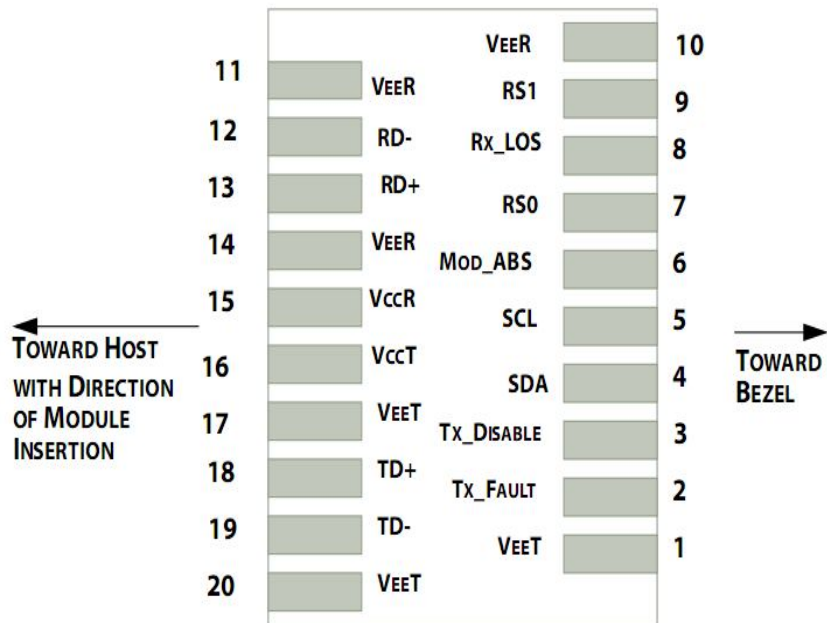 11 VEER
12 RD-
13 RD+
14 VEER
15 VCCR
16 VCCT
17 VEET
18 TD+
19 TD-
20 VEET
TOWARD HOST
WITH DIRECTION
OF MODULE
INSERTION
VEER 10
RS1 9
RX_LOS 8
RS0 7
MOD_ABS 6
SCL 5
SDA 4
TX_DISABLE 3
TX_FAULT 2
VEET 1
TOWARD
BEZEL